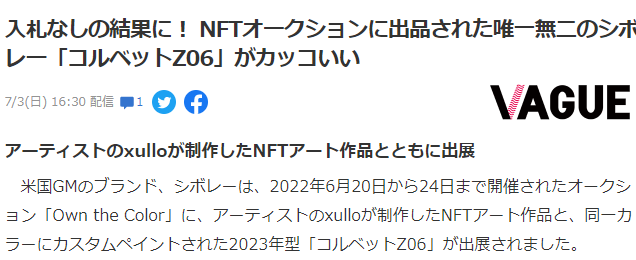 入札なしの結果に！ NFTオークションに出品された唯一無二のシボ
レー「コルベットZ06」がカッコいい
7/3(日) 16:30 配信 1
VAGUE
アーティストのxulloが制作したNFTアート作品とともに出展
米国GMのブランド、シボレーは、2022年6月20日から24日まで開催されたオークシ
ョン「Own the Color」に、アーティストのxulloが制作したNFTアート作品と、同一カ
ラーにカスタムペイントされた2023年型「コルベットZ06」が出展されました。